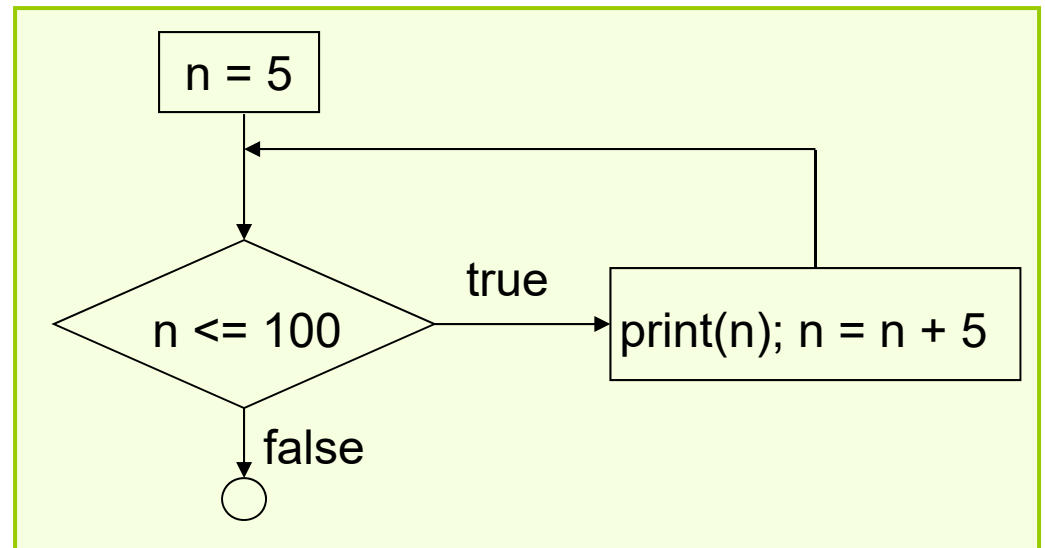 n = 5
true
n <= 100
print(n); n = n + 5
false